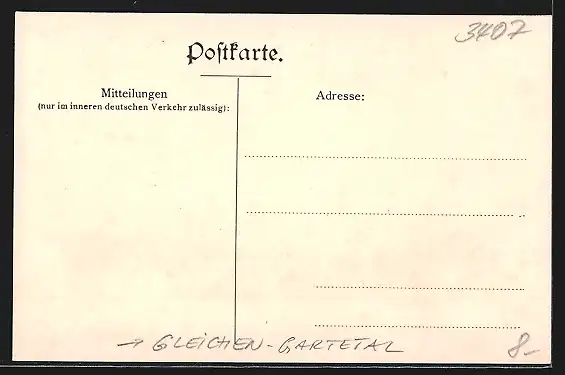 3407
Postkarte.
Mitteilungen
(nur im inneren deutschen Verkehr zulässig):
Adresse:
→ GLEICHEN-GARTETAL
8-